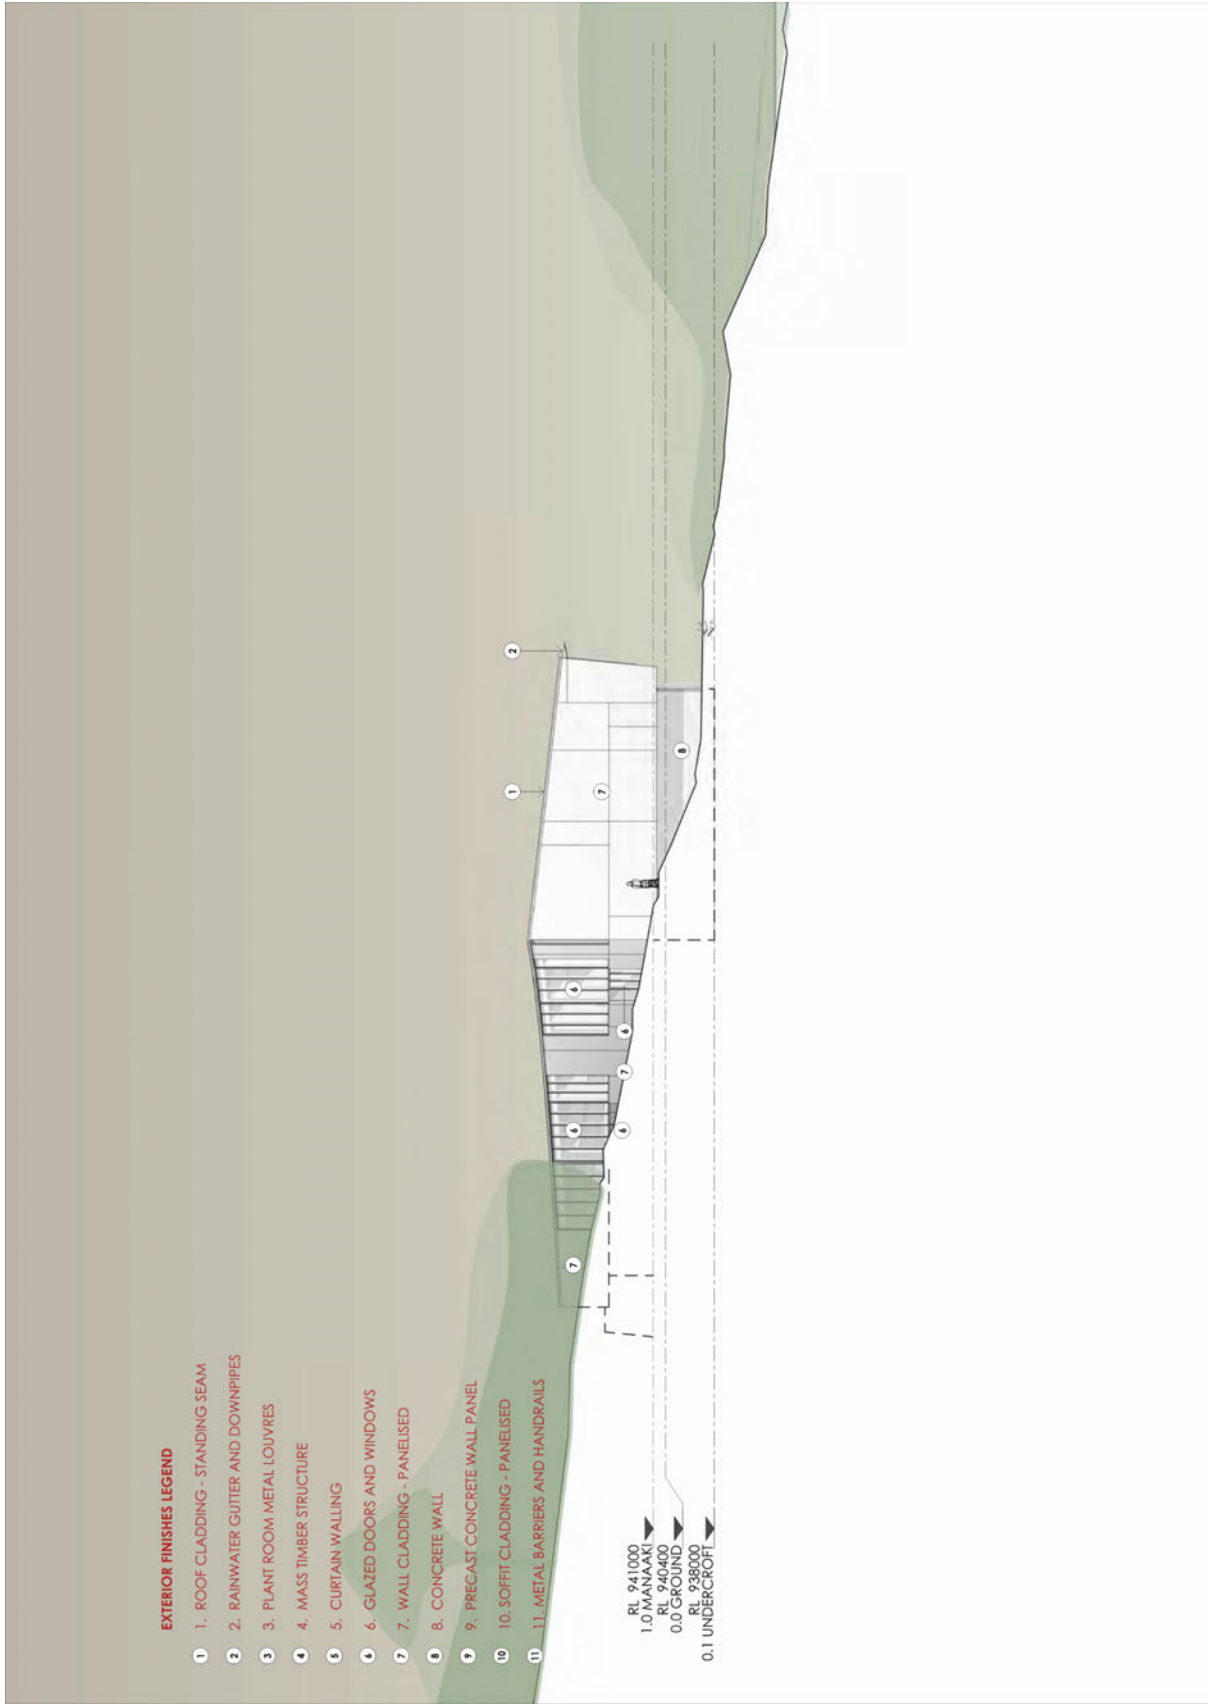 EXTERIOR FINISHES LEGEND
1 1. ROOF CLADDING - STANDING SEAM
2 2. RAINWATER GUTTER AND DOWNPIPES
3 3. PLANT ROOM METAL LOUVRES
4 4. MASS TIMBER STRUCTURE
5 5. CURTAIN WALLING
6 6. GLAZED DOORS AND WINDOWS
7 7. WALL CLADDING - PANELISED
8 8. CONCRETE WALL
9 9. PRECAST CONCRETE WALL PANEL
10 10. SOFFIT CLADDING - PANELISED
11 11. METAL BARRIERS AND HANDRAILS
7
6
6
7
6
6
1
7
8
2
RL 941000
1.0 MANAAKI
RL 940400
0.0 GROUND
RL 938000
0.1 UNDERCROFT